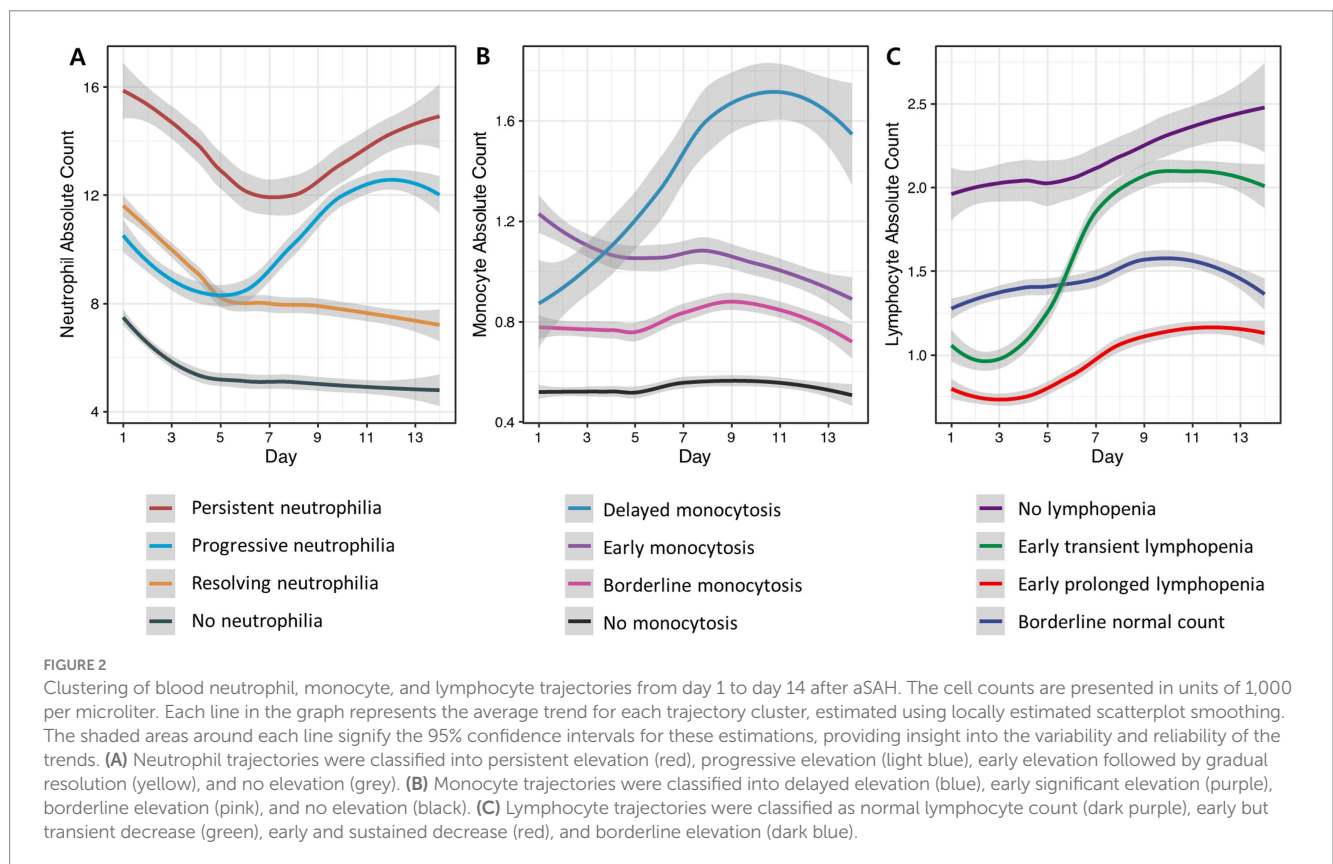 A
Neutrophil Absolute Count
16
12
8
4
1 3 5 7 9 11 13
Day
Persistent neutrophilia
Progressive neutrophilia
Resolving neutrophilia
No neutrophilia
B
Monocyte Absolute Count
1.6
1.2
0.8
0.4
1 3 5 7 9 11 13
Day
Delayed monocytosis
Early monocytosis
Borderline monocytosis
No monocytosis
C
Lymphocyte Absolute Count
2.5
2.0
1.5
1.0
1 3 5 7 9 11 13
Day
No lymphopenia
Early transient lymphopenia
Early prolonged lymphopenia
Borderline normal count
FIGURE 2
Clustering of blood neutrophil, monocyte, and lymphocyte trajectories from day 1 to day 14 after aSAH. The cell counts are presented in units of 1,000
per microliter. Each line in the graph represents the average trend for each trajectory cluster, estimated using locally estimated scatterplot smoothing.
The shaded areas around each line signify the 95% confidence intervals for these estimations, providing insight into the variability and reliability of the
trends. (A) Neutrophil trajectories were classified into persistent elevation (red), progressive elevation (light blue), early elevation followed by gradual
resolution (yellow), and no elevation (grey). (B) Monocyte trajectories were classified into delayed elevation (blue), early significant elevation (purple),
borderline elevation (pink), and no elevation (black). (C) Lymphocyte trajectories were classified as normal lymphocyte count (dark purple), early but
transient decrease (green), early and sustained decrease (red), and borderline elevation (dark blue).